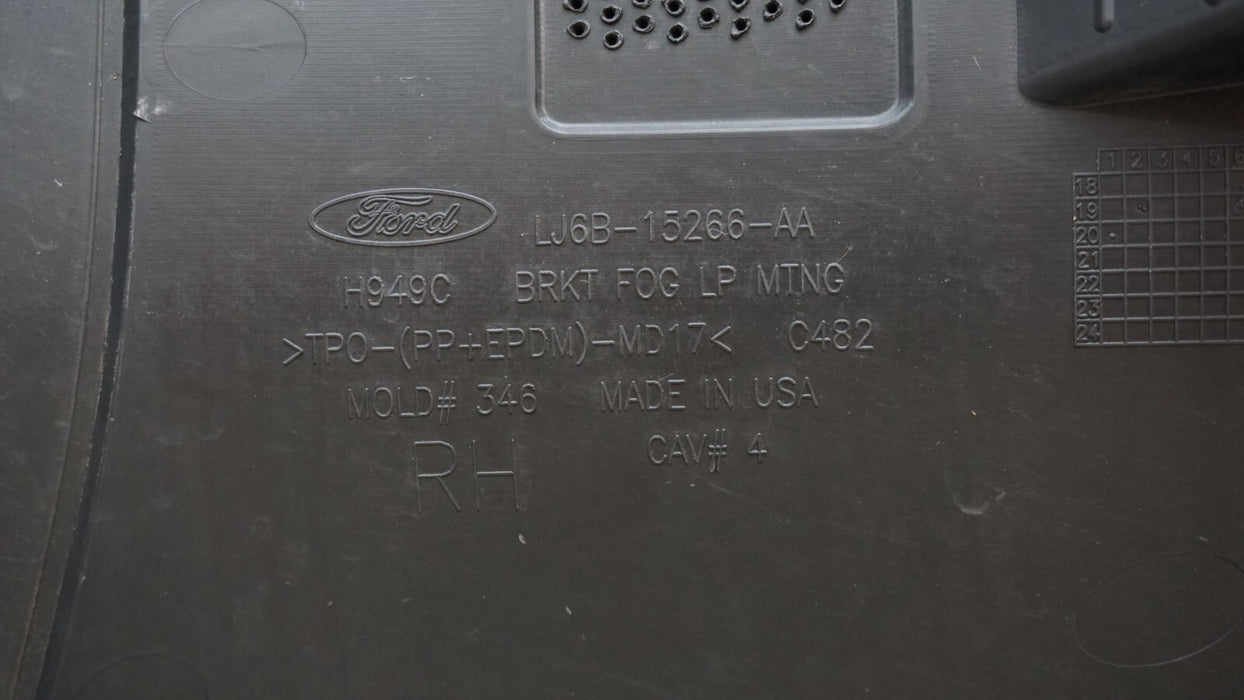 Ford LJ6B-15266-AA
H949C BRKT FOG LP MTNG
>TPO-(PP+EPDM)-MD17< C482
MOLD# 346 MADE IN USA
RH CAV# 4
1 2 3 4 5 6
18
19
20
21
22
23
24